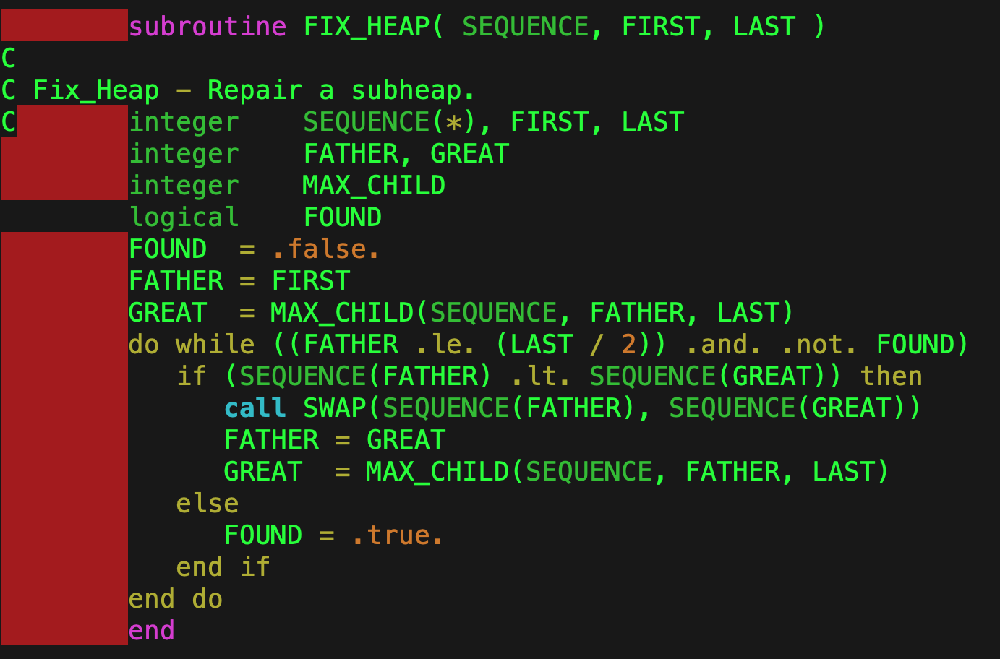 subroutine FIX_HEAP( SEQUENCE, FIRST, LAST )
C
C Fix_Heap - Repair a subheap.
C       integer    SEQUENCE(*), FIRST, LAST
        integer    FATHER, GREAT
        integer    MAX_CHILD
        logical    FOUND
        FOUND  = .false.
        FATHER = FIRST
        GREAT  = MAX_CHILD(SEQUENCE, FATHER, LAST)
        do while ((FATHER .le. (LAST / 2)) .and. .not. FOUND)
           if (SEQUENCE(FATHER) .lt. SEQUENCE(GREAT)) then
              call SWAP(SEQUENCE(FATHER), SEQUENCE(GREAT))
              FATHER = GREAT
              GREAT  = MAX_CHILD(SEQUENCE, FATHER, LAST)
           else
              FOUND = .true.
           end if
        end do
        end